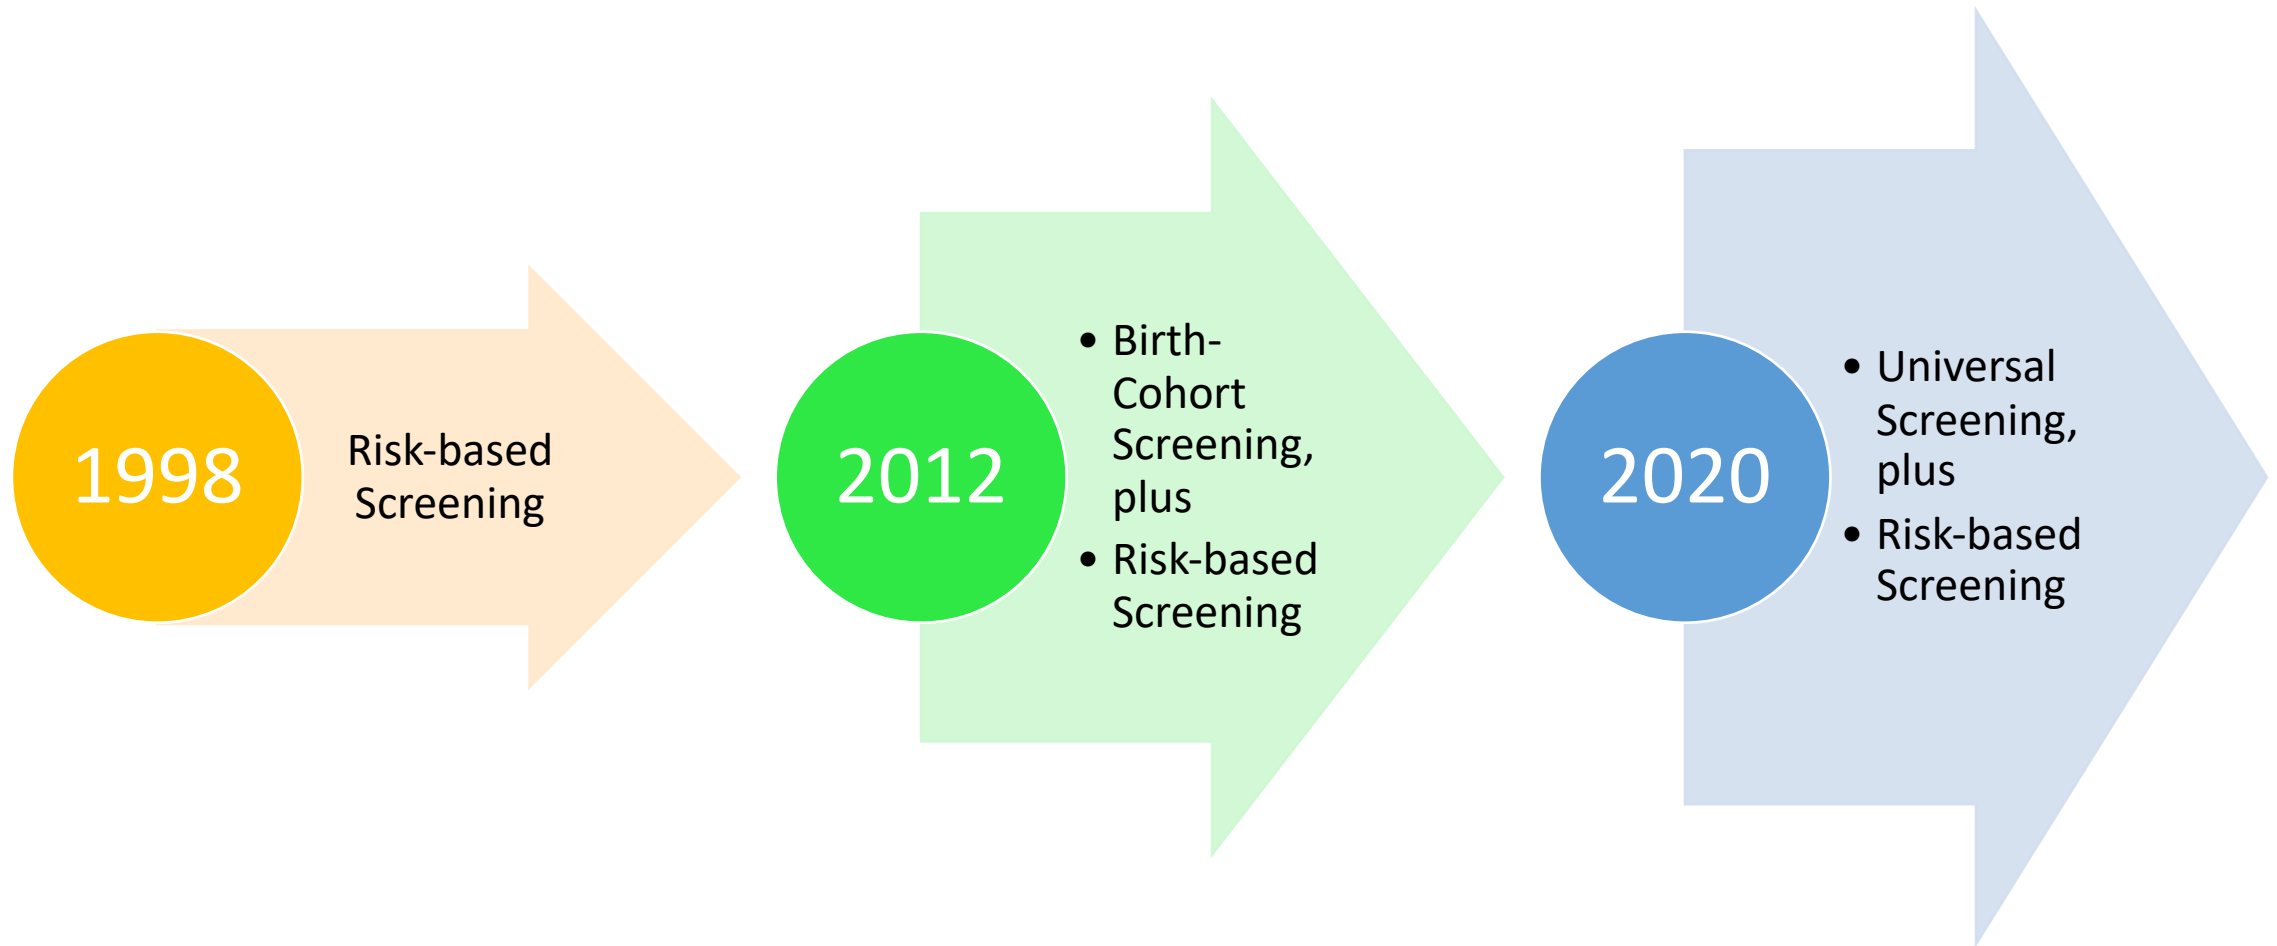 1998
Risk-based
Screening
2012
• Birth-
Cohort
Screening,
plus
• Risk-based
Screening
2020
• Universal
Screening,
plus
• Risk-based
Screening